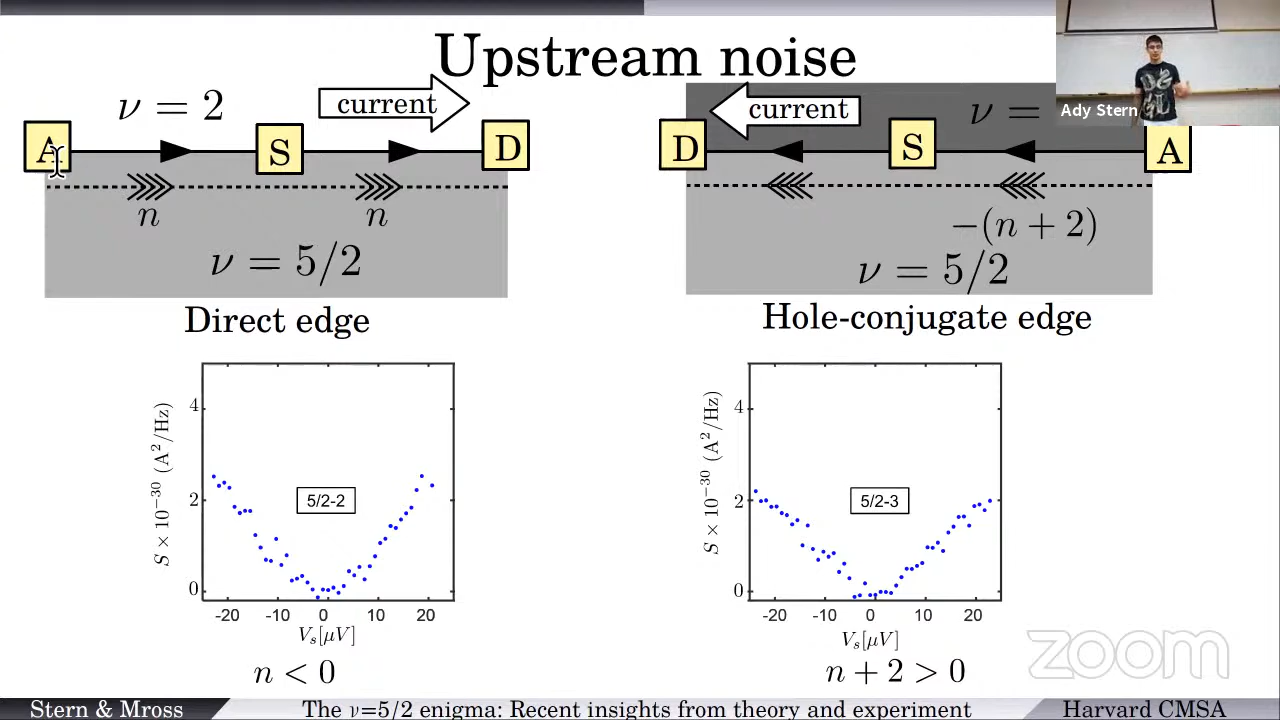 Upstream noise
ν = 2
current
A
S
D
n
n
ν = 5/2
Direct edge
current
ν =
Ady Stern
D
S
A
−(n + 2)
ν = 5/2
Hole-conjugate edge
S × 10⁻³⁰ (A²/Hz)
4
2
0
5/2-2
-20 -10 0 10 20
Vₛ[μV]
n < 0
S × 10⁻³⁰ (A²/Hz)
4
2
0
5/2-3
-20 -10 0 10 20
Vₛ[μV]
n + 2 > 0
zoom
Stern & Mross
The ν=5/2 enigma: Recent insights from theory and experiment
Harvard CMSA